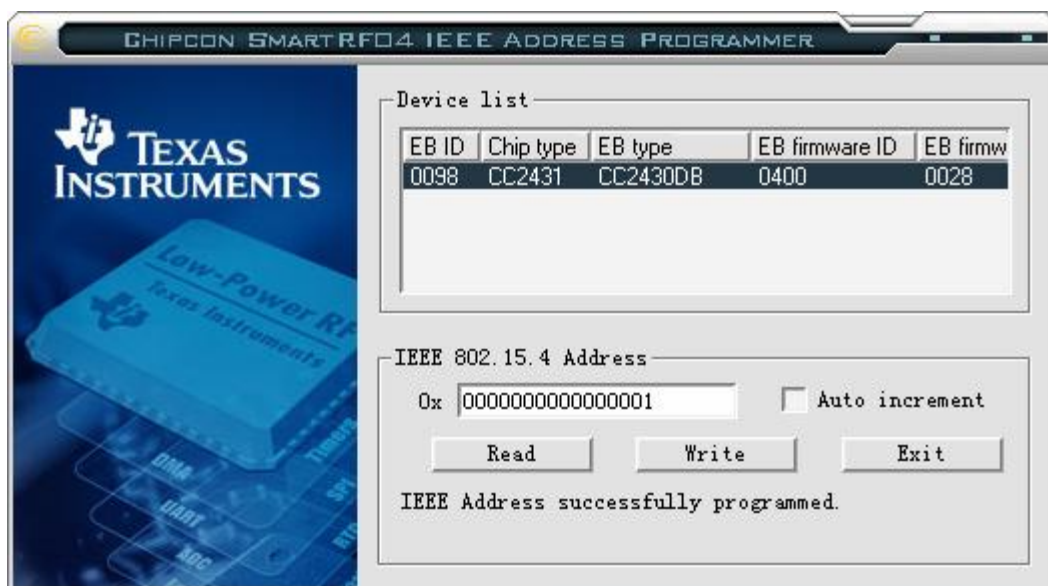 CHIPCON SMARTRF04 IEEE ADDRESS PROGRAMMER
TEXAS
INSTRUMENTS
Low-Power RF
Texas Instruments
DMA
UART
ADC
Timers
SPI
RTC
Device list
EB ID Chip type EB type EB firmware ID EB firmw
0098 CC2431 CC2430DB 0400 0028
IEEE 802.15.4 Address
0x 0000000000000001 Auto increment
Read Write Exit
IEEE Address successfully programmed.